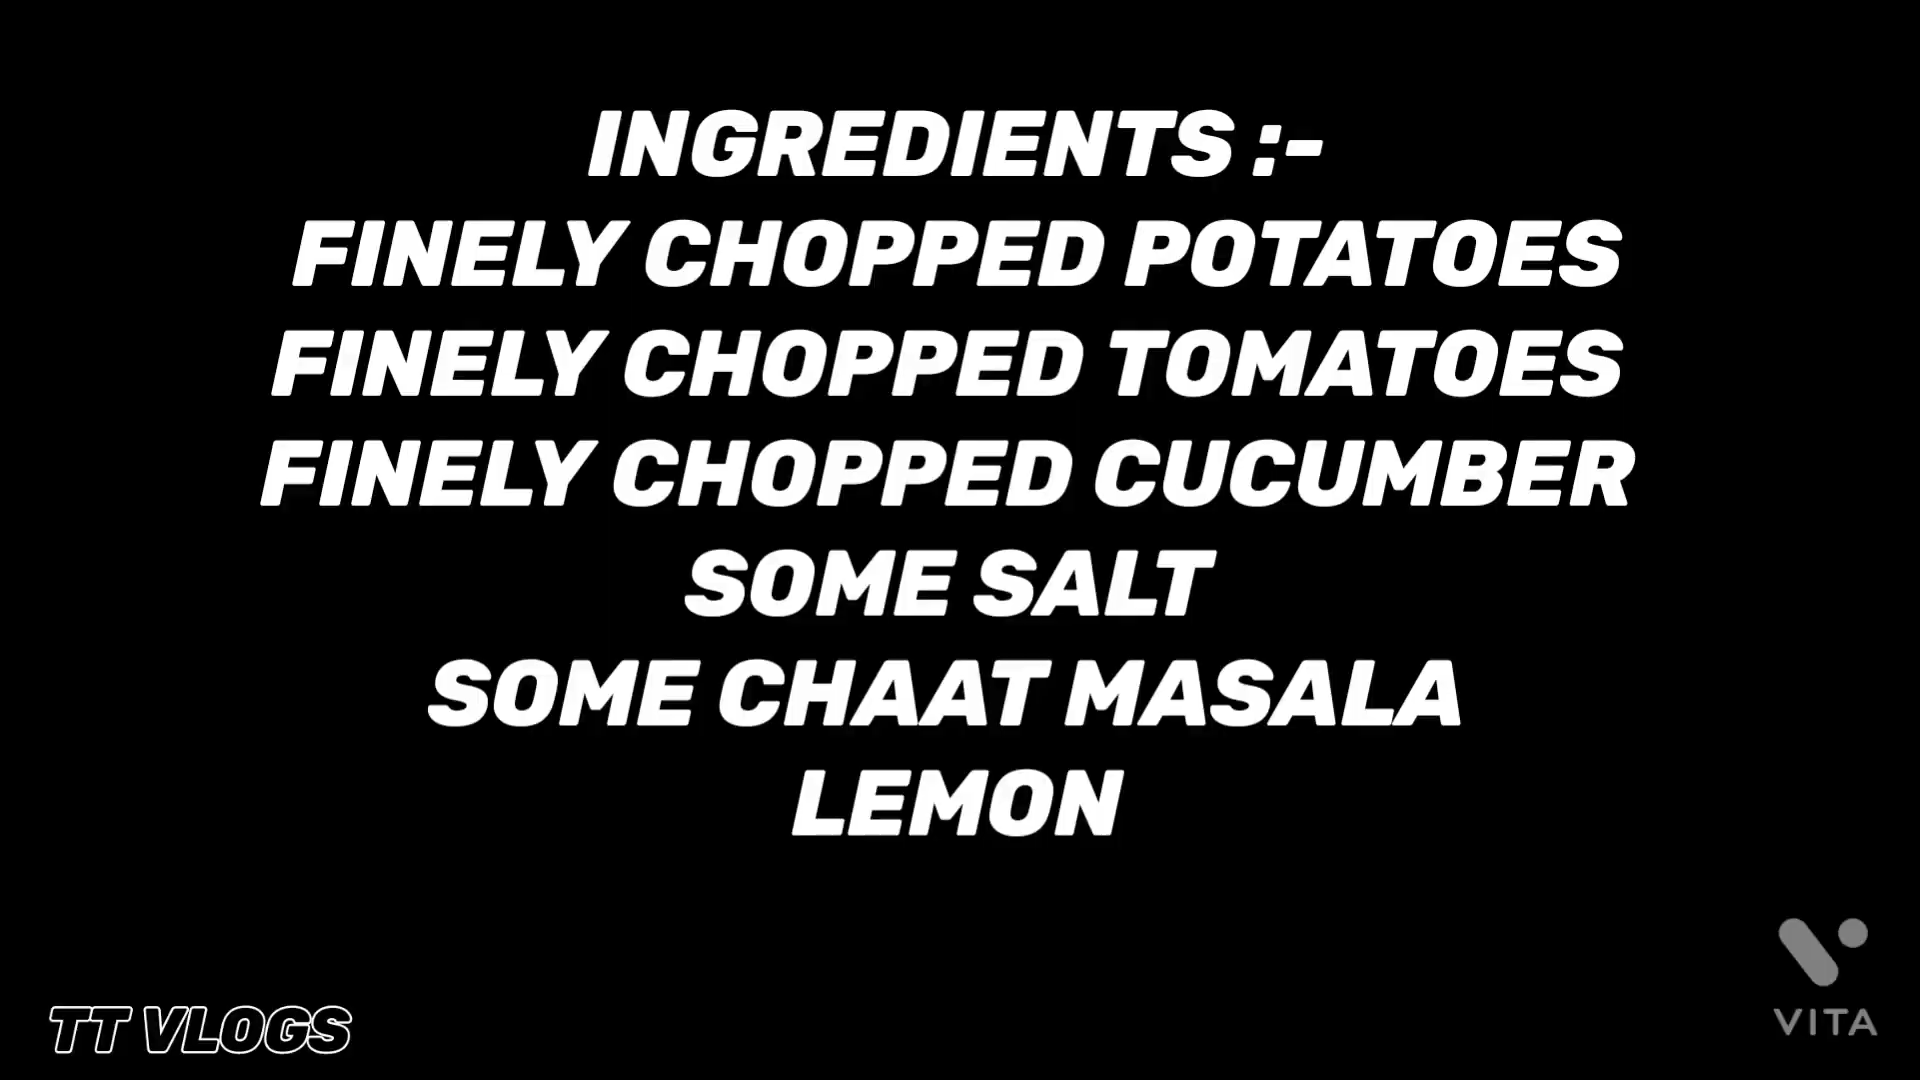 INGREDIENTS :-
FINELY CHOPPED POTATOES
FINELY CHOPPED TOMATOES
FINELY CHOPPED CUCUMBER
SOME SALT
SOME CHAAT MASALA
LEMON
TT VLOGS
VITA